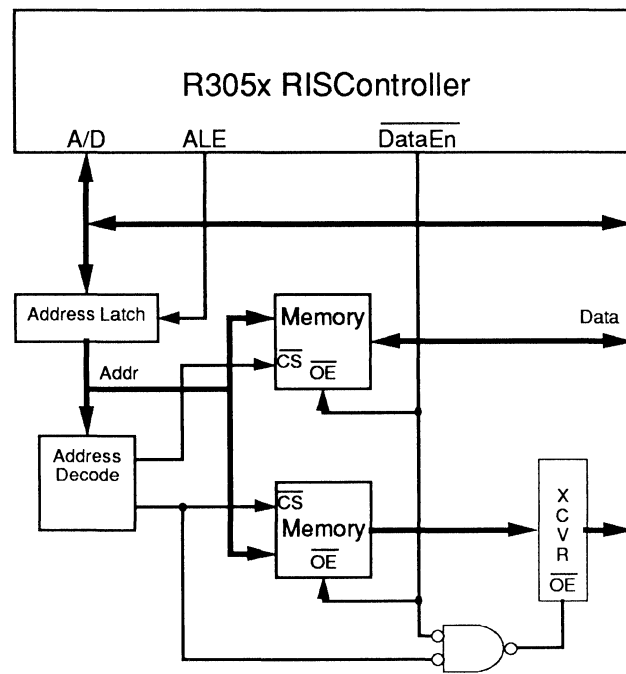 R305x RISController
A/D ALE DataEn
Address Latch
Memory
Data
CS
OE
Addr
Address
Decode
CS
Memory
OE
X
C
V
R
OE